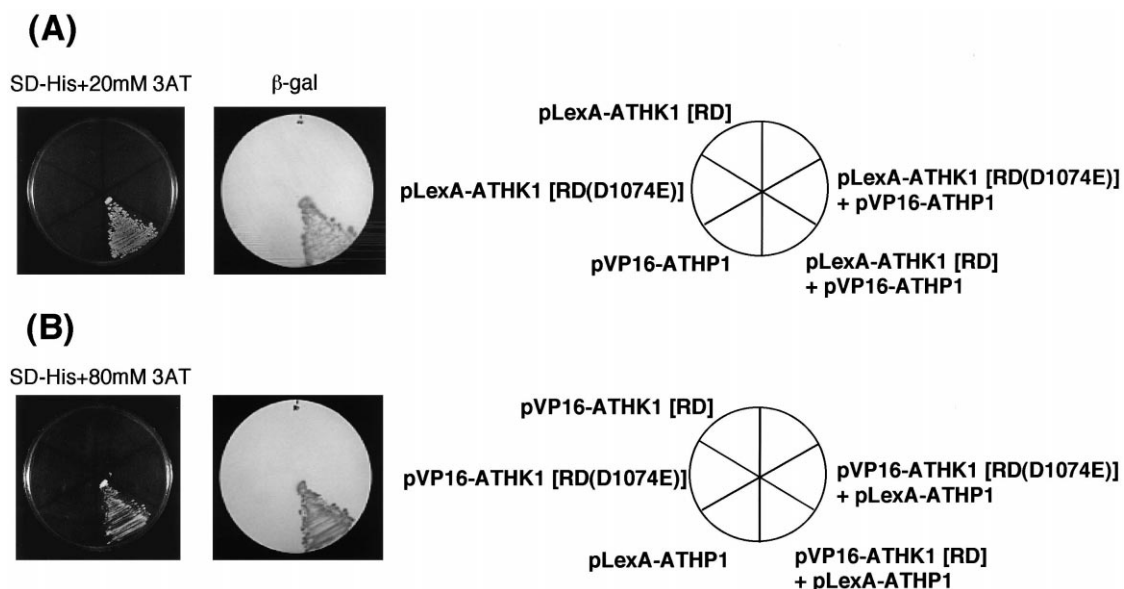 (A)
SD-His+20mM 3AT
β-gal
pLexA-ATHK1 [RD]
pLexA-ATHK1 [RD(D1074E)]
pLexA-ATHK1 [RD(D1074E)]
+ pVP16-ATHP1
pVP16-ATHP1
pLexA-ATHK1 [RD]
+ pVP16-ATHP1
(B)
SD-His+80mM 3AT
pVP16-ATHK1 [RD]
pVP16-ATHK1 [RD(D1074E)]
pVP16-ATHK1 [RD(D1074E)]
+ pLexA-ATHP1
pLexA-ATHP1
pVP16-ATHK1 [RD]
+ pLexA-ATHP1